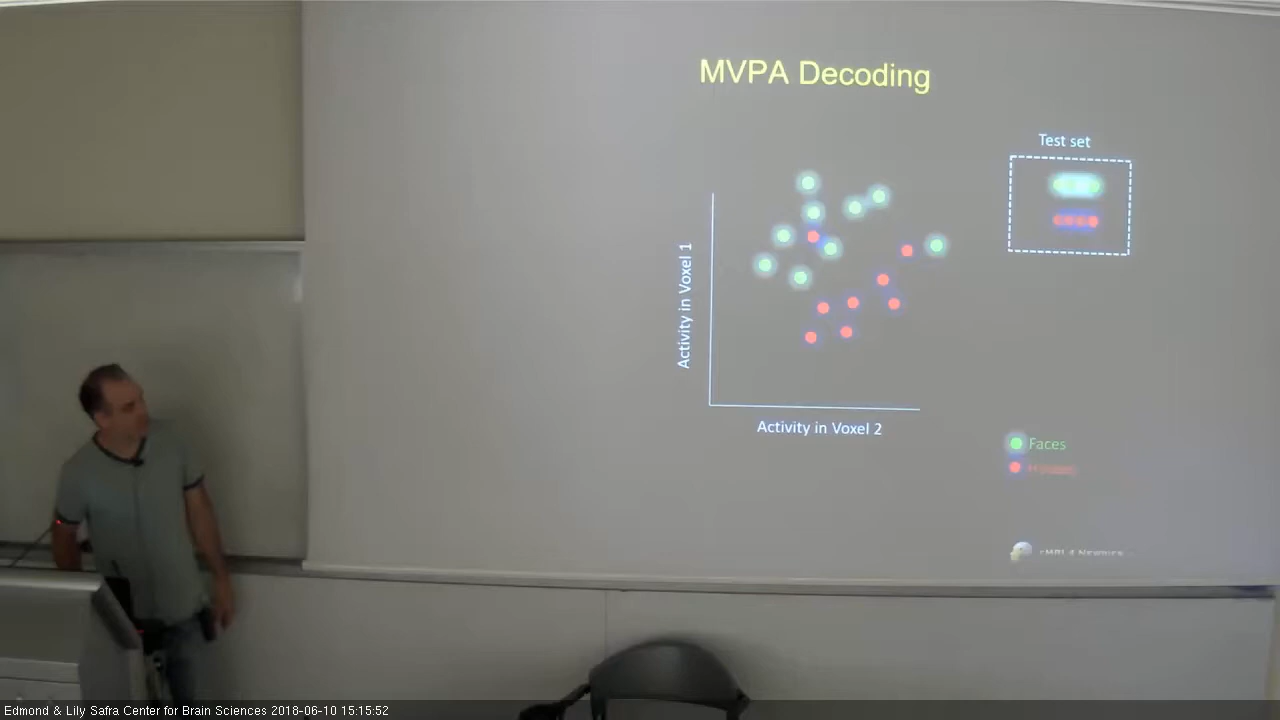 MVPA Decoding
Test set
Activity in Voxel 1
Activity in Voxel 2
Faces
Houses
Edmond & Lily Safra Center for Brain Sciences 2018-06-10 15:15:52